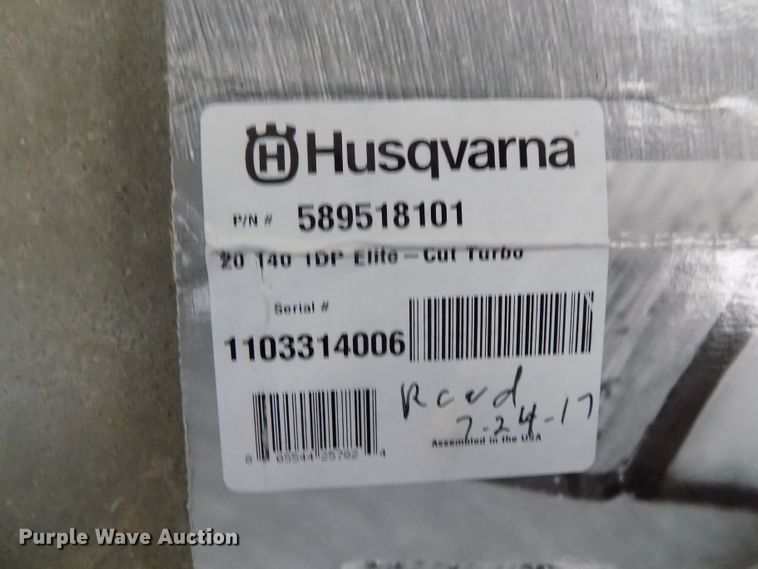 Husqvarna
P/N # 589518101
20 140 1DP Elite - Cut Turbo
Serial #
1103314006
Rcvd
7-24-17
Assembled in the USA
Purple Wave Auction